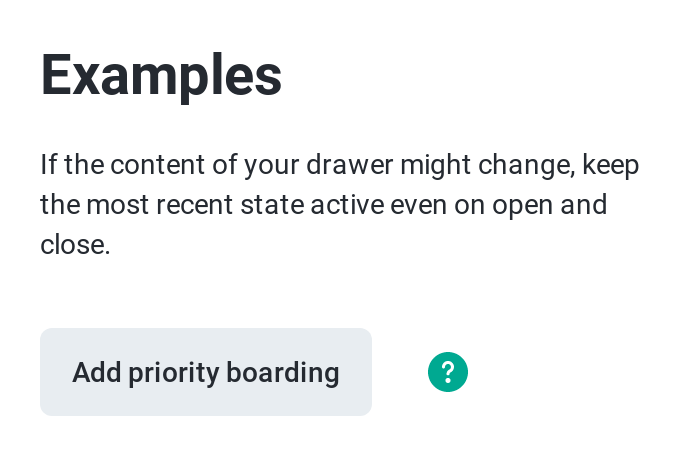 Examples
If the content of your drawer might change, keep
the most recent state active even on open and
close.
Add priority boarding
?